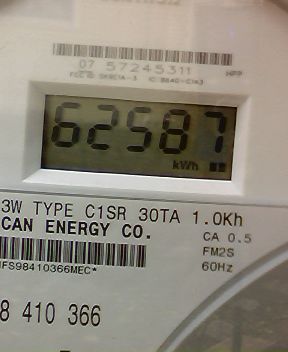 07 57245311
62587
kWh
3W TYPE C1SR 30TA 1.0Kh
CAN ENERGY CO.
CA 0.5
FM2S
60Hz
IFS98410366MEC*
8 410 366